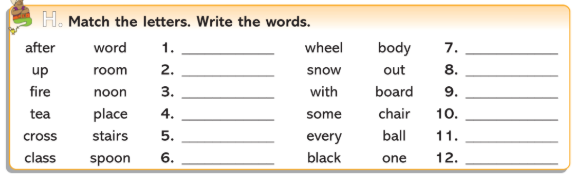 H. Match the letters. Write the words.
after word 1. ____________ wheel body 7. ____________
up room 2. ____________ snow out 8. ____________
fire noon 3. ____________ with board 9. ____________
tea place 4. ____________ some chair 10. ____________
cross stairs 5. ____________ every ball 11. ____________
class spoon 6. ____________ black one 12. ____________